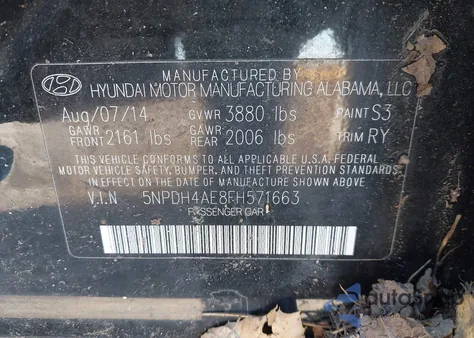 MANUFACTURED BY
HYUNDAI MOTOR MANUFACTURING ALABAMA, LLC
Aug/07/14 GVWR 3880 lbs PAINT S3
GAWR FRONT 2161 lbs GAWR REAR 2006 lbs TRIM RY
THIS VEHICLE CONFORMS TO ALL APPLICABLE U.S.A. FEDERAL
MOTOR VEHICLE SAFETY, BUMPER, AND THEFT PREVENTION STANDARDS
IN EFFECT ON THE DATE OF MANUFACTURE SHOWN ABOVE.
V.I.N 5NPDH4AE8FH571663
PASSENGER CAR